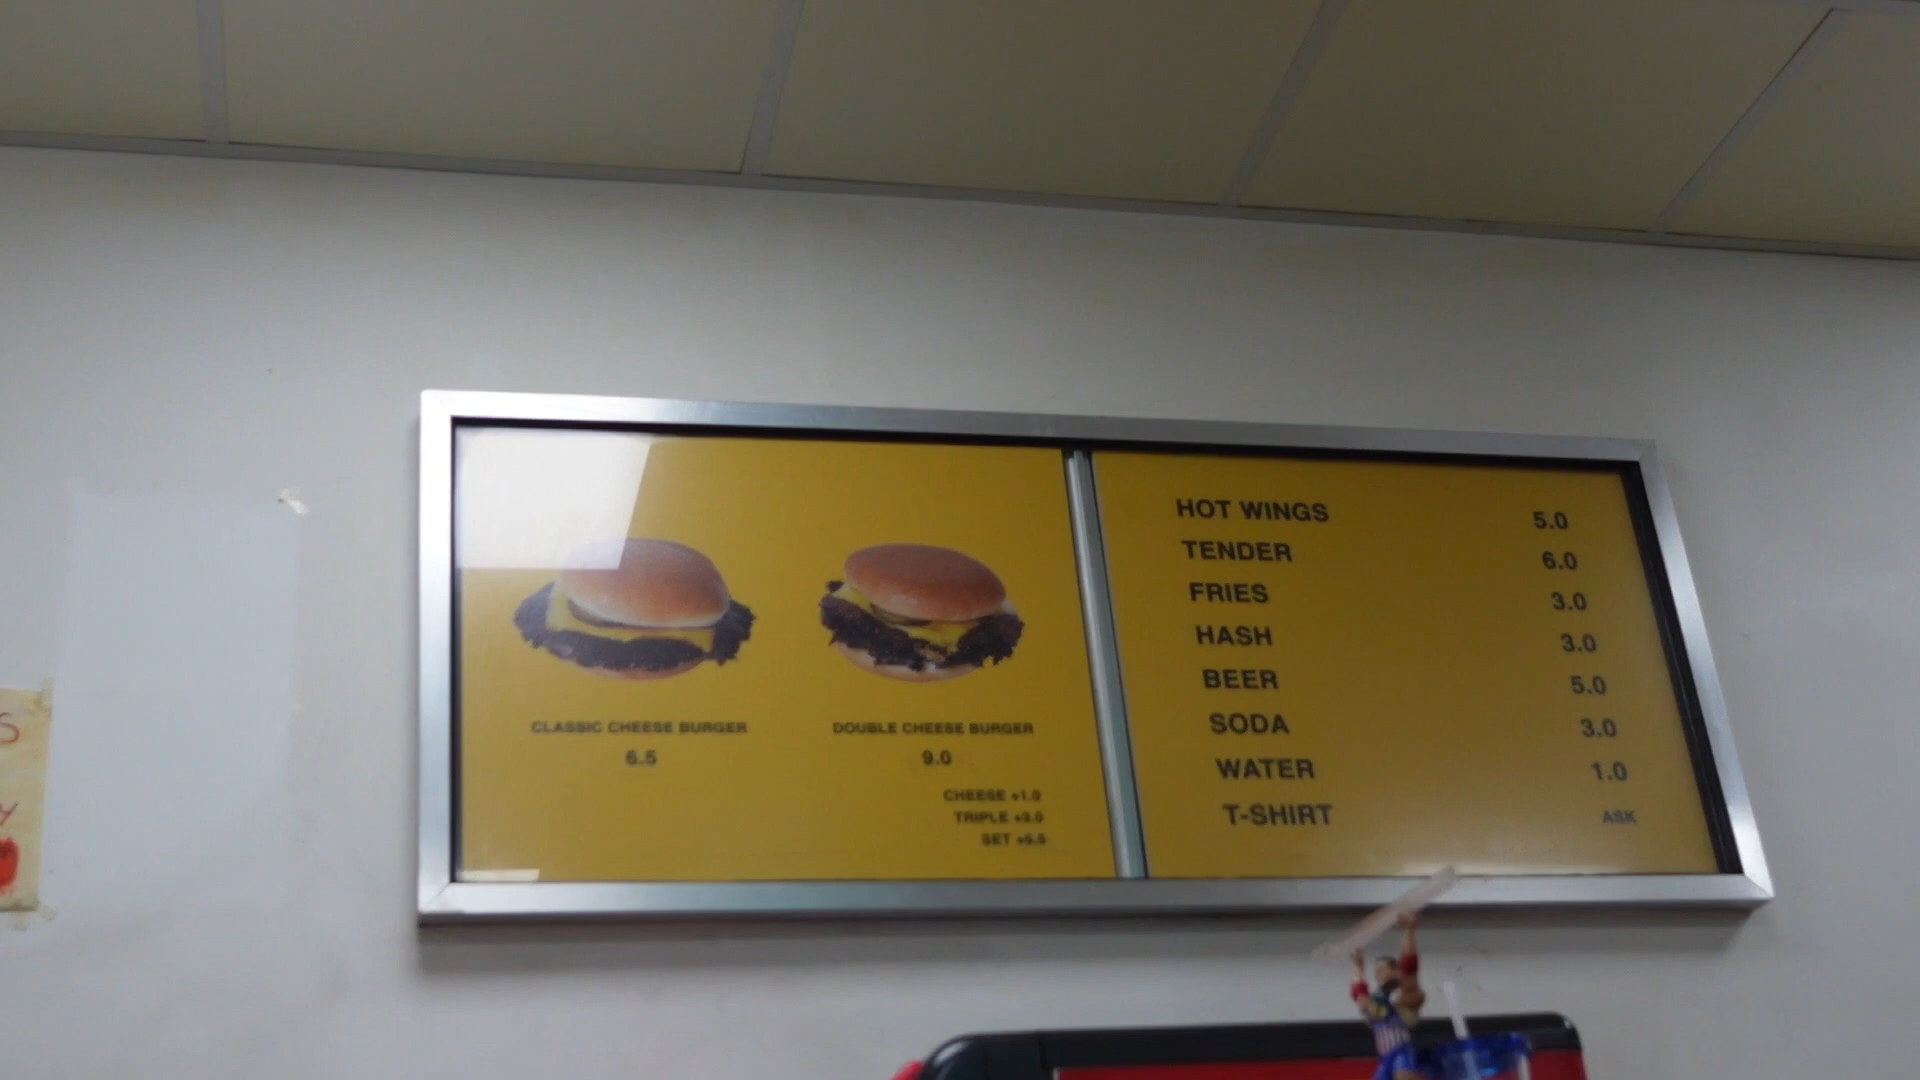 CLASSIC CHEESE BURGER
6.5
DOUBLE CHEESE BURGER
9.0
CHEESE +1.0
TRIPLE +3.0
SET +5.5
HOT WINGS 5.0
TENDER 6.0
FRIES 3.0
HASH 3.0
BEER 5.0
SODA 3.0
WATER 1.0
T-SHIRT ASK